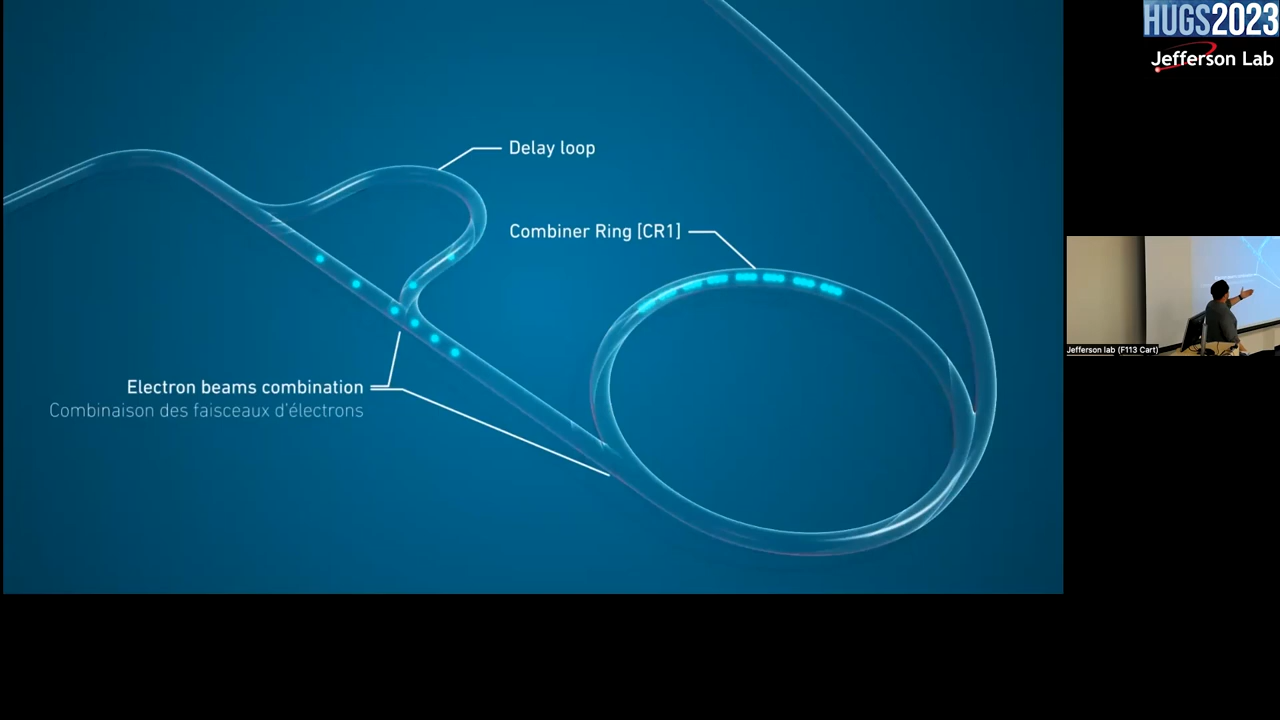 HUGS2023
Jefferson Lab
Delay loop
Combiner Ring [CR1]
Electron beams combination
Combinaison des faisceaux d'électrons
Jefferson lab (F113 Cart)